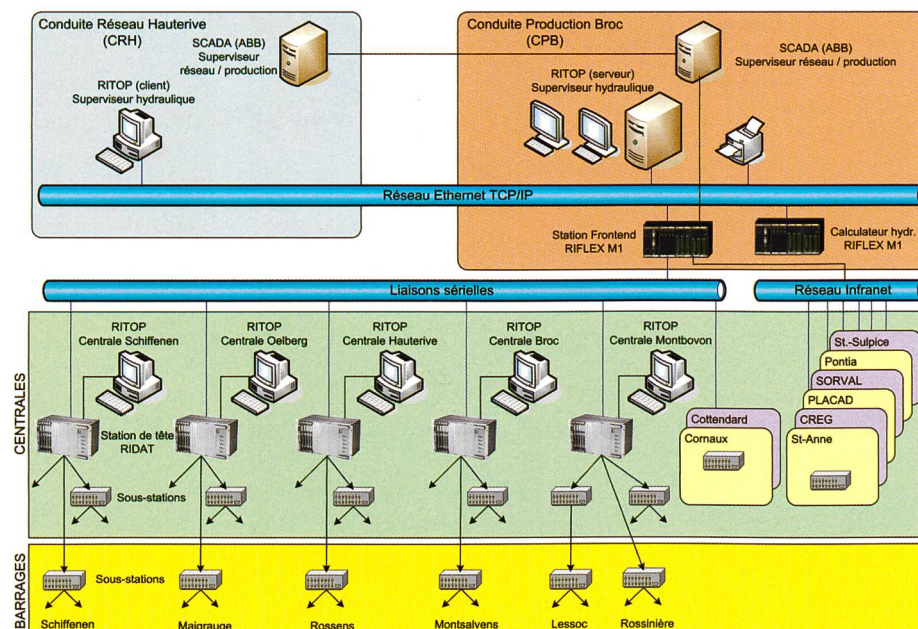 Conduite Réseau Hauterive
(CRH)
SCADA (ABB)
Superviseur
réseau / production
RITOP (client)
Superviseur hydraulique
Conduite Production Broc
(CPB)
SCADA (ABB)
Superviseur réseau / production
RITOP (serveur)
Superviseur hydraulique
Réseau Ethernet TCP/IP
Station Frontend
RIFLEX M1
Calculateur hydr.
RIFLEX M1
Liaisons sérielles
Réseau Infranet
CENTRALES
RITOP
Centrale Schiffenen
RITOP
Centrale Oelberg
RITOP
Centrale Hauterive
RITOP
Centrale Broc
RITOP
Centrale Montbovon
Station de tête
RIDAT
Sous-stations
Cottendard
Cornaux
St.-Sulpice
Pontia
SORVAL
PLACAD
CREG
St-Anne
BARRAGES
Sous-stations
Schiffenen
Maigrauge
Rossens
Montsalvens
Lessoc
Rossinière